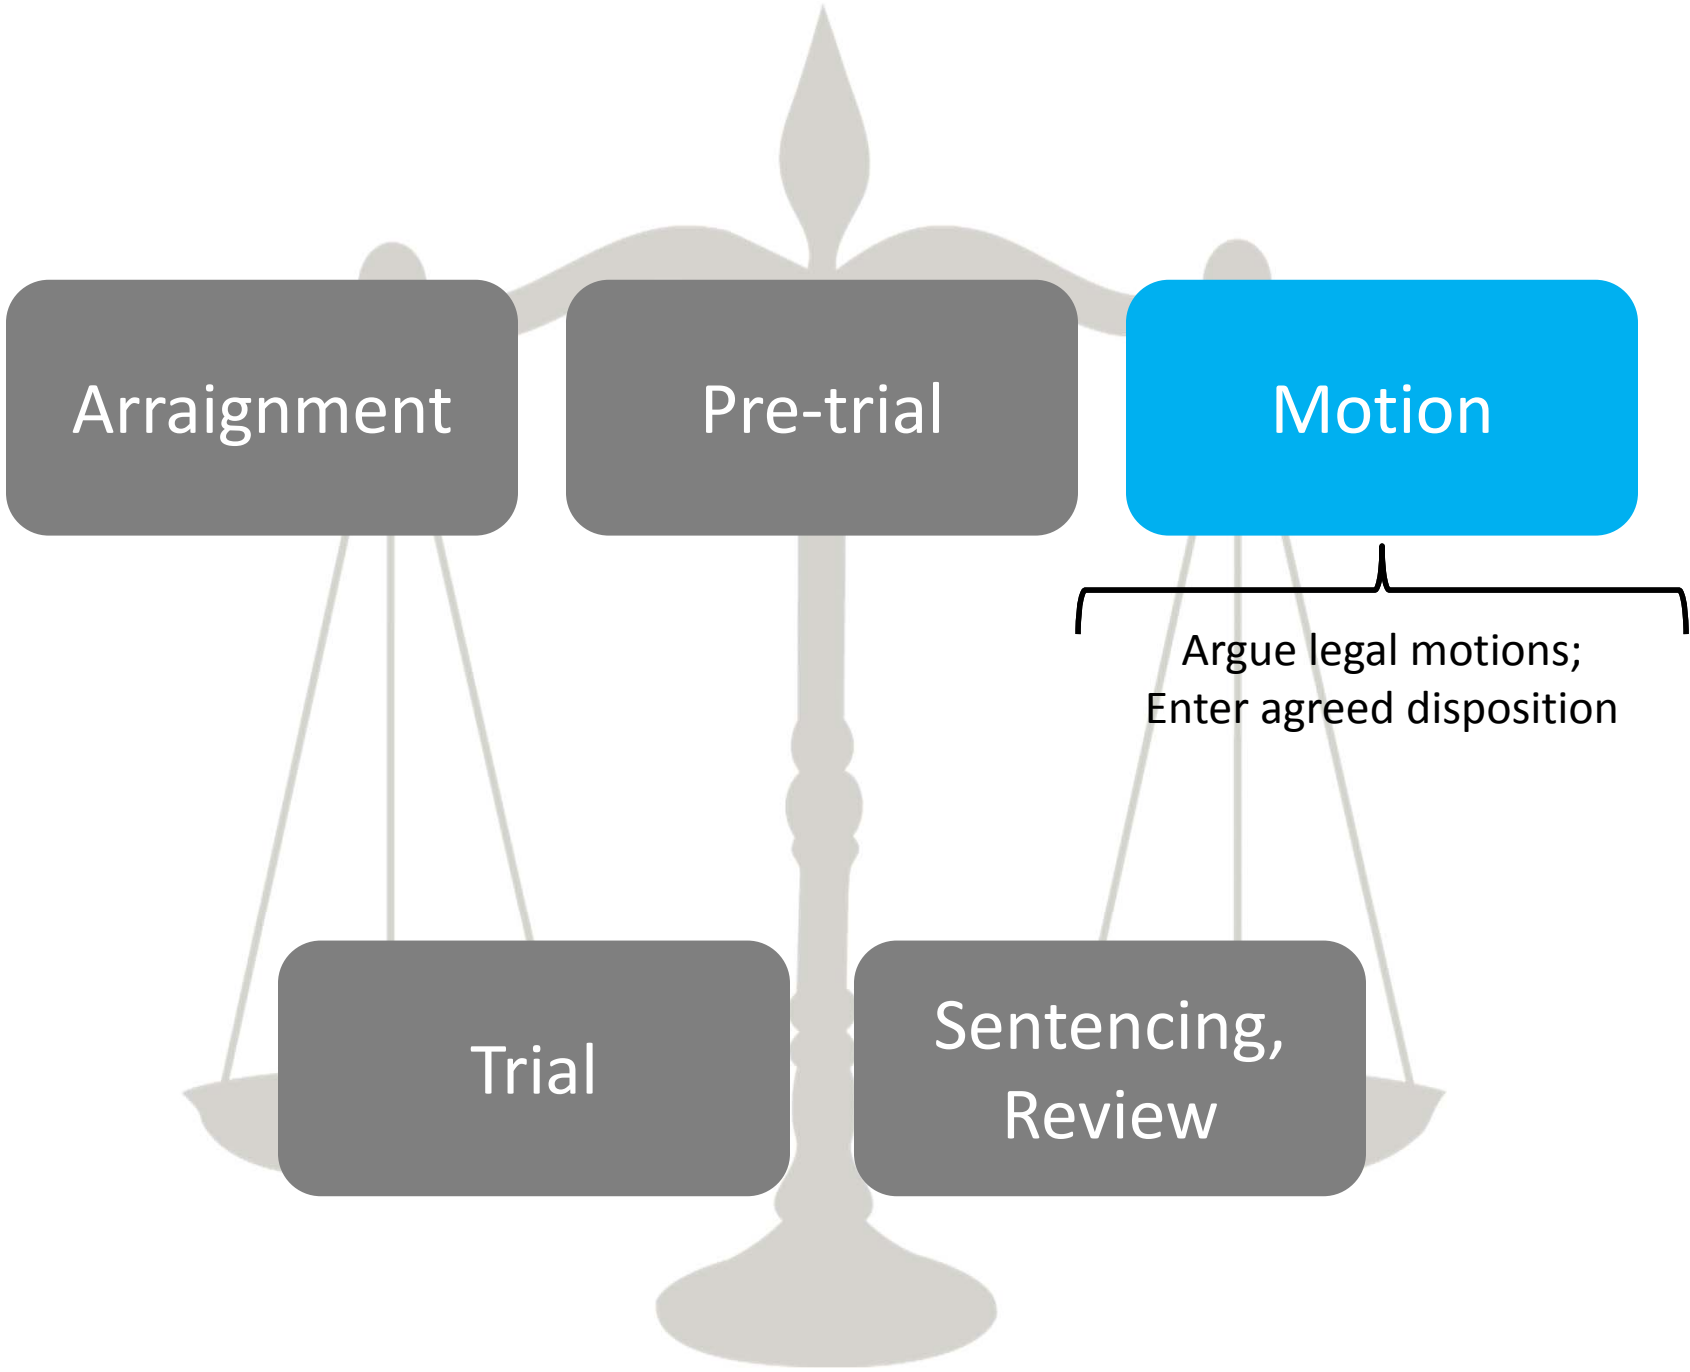 Arraignment
Pre-trial
Motion
Argue legal motions;
Enter agreed disposition
Trial
Sentencing,
Review